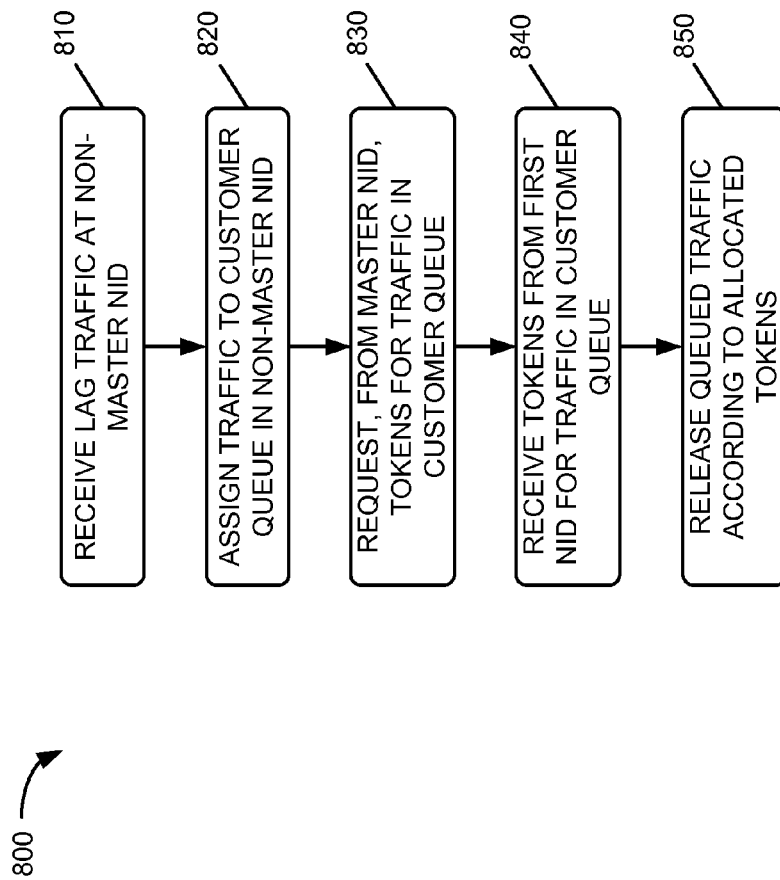 800
810
RECEIVE LAG TRAFFIC AT NON-
MASTER NID
820
ASSIGN TRAFFIC TO CUSTOMER
QUEUE IN NON-MASTER NID
830
REQUEST, FROM MASTER NID,
TOKENS FOR TRAFFIC IN
CUSTOMER QUEUE
840
RECEIVE TOKENS FROM FIRST
NID FOR TRAFFIC IN CUSTOMER
QUEUE
850
RELEASE QUEUED TRAFFIC
ACCORDING TO ALLOCATED
TOKENS